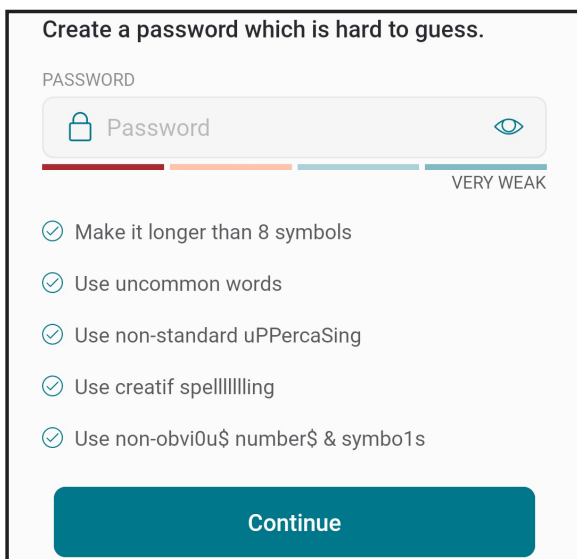 Create a password which is hard to guess.
PASSWORD
Password
VERY WEAK
Make it longer than 8 symbols
Use uncommon words
Use non-standard uPPercaSing
Use creatif spelllllllling
Use non-obvi0u$ number$ & symbo1s
Continue